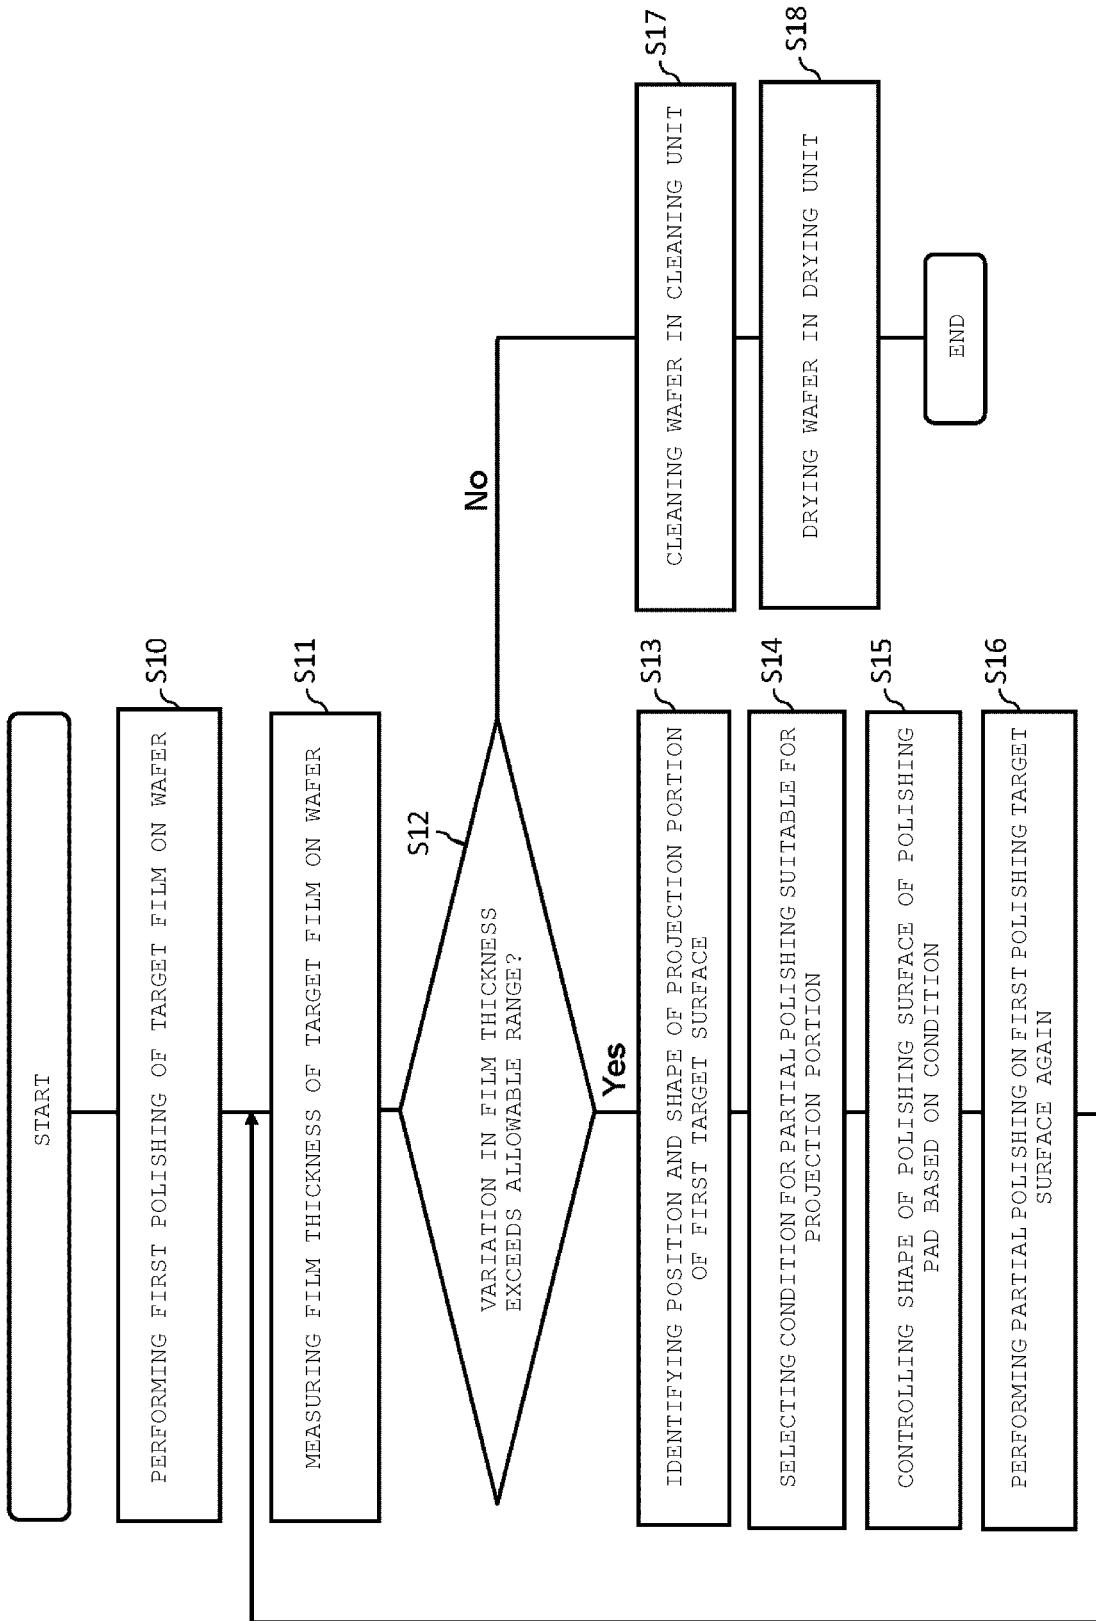 START
PERFORMING FIRST POLISHING OF TARGET FILM ON WAFER
S10
MEASURING FILM THICKNESS OF TARGET FILM ON WAFER
S11
VARIATION IN FILM THICKNESS
EXCEEDS ALLOWABLE RANGE?
S12
Yes
No
IDENTIFYING POSITION AND SHAPE OF PROJECTION PORTION
OF FIRST TARGET SURFACE
S13
SELECTING CONDITION FOR PARTIAL POLISHING SUITABLE FOR
PROJECTION PORTION
S14
CONTROLLING SHAPE OF POLISHING SURFACE OF POLISHING
PAD BASED ON CONDITION
S15
PERFORMING PARTIAL POLISHING ON FIRST POLISHING TARGET
SURFACE AGAIN
S16
CLEANING WAFER IN CLEANING UNIT
S17
DRYING WAFER IN DRYING UNIT
S18
END